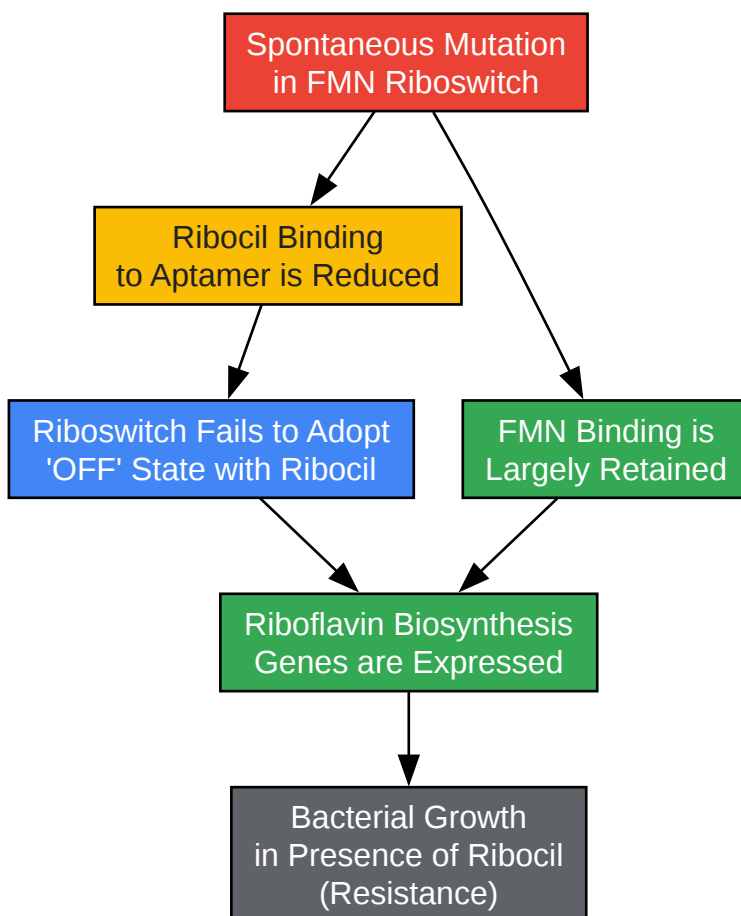 Spontaneous Mutation
in FMN Riboswitch
Ribocil Binding
to Aptamer is Reduced
Riboswitch Fails to Adopt
'OFF' State with Ribocil
FMN Binding is
Largely Retained
Riboflavin Biosynthesis
Genes are Expressed
Bacterial Growth
in Presence of Ribocil
(Resistance)